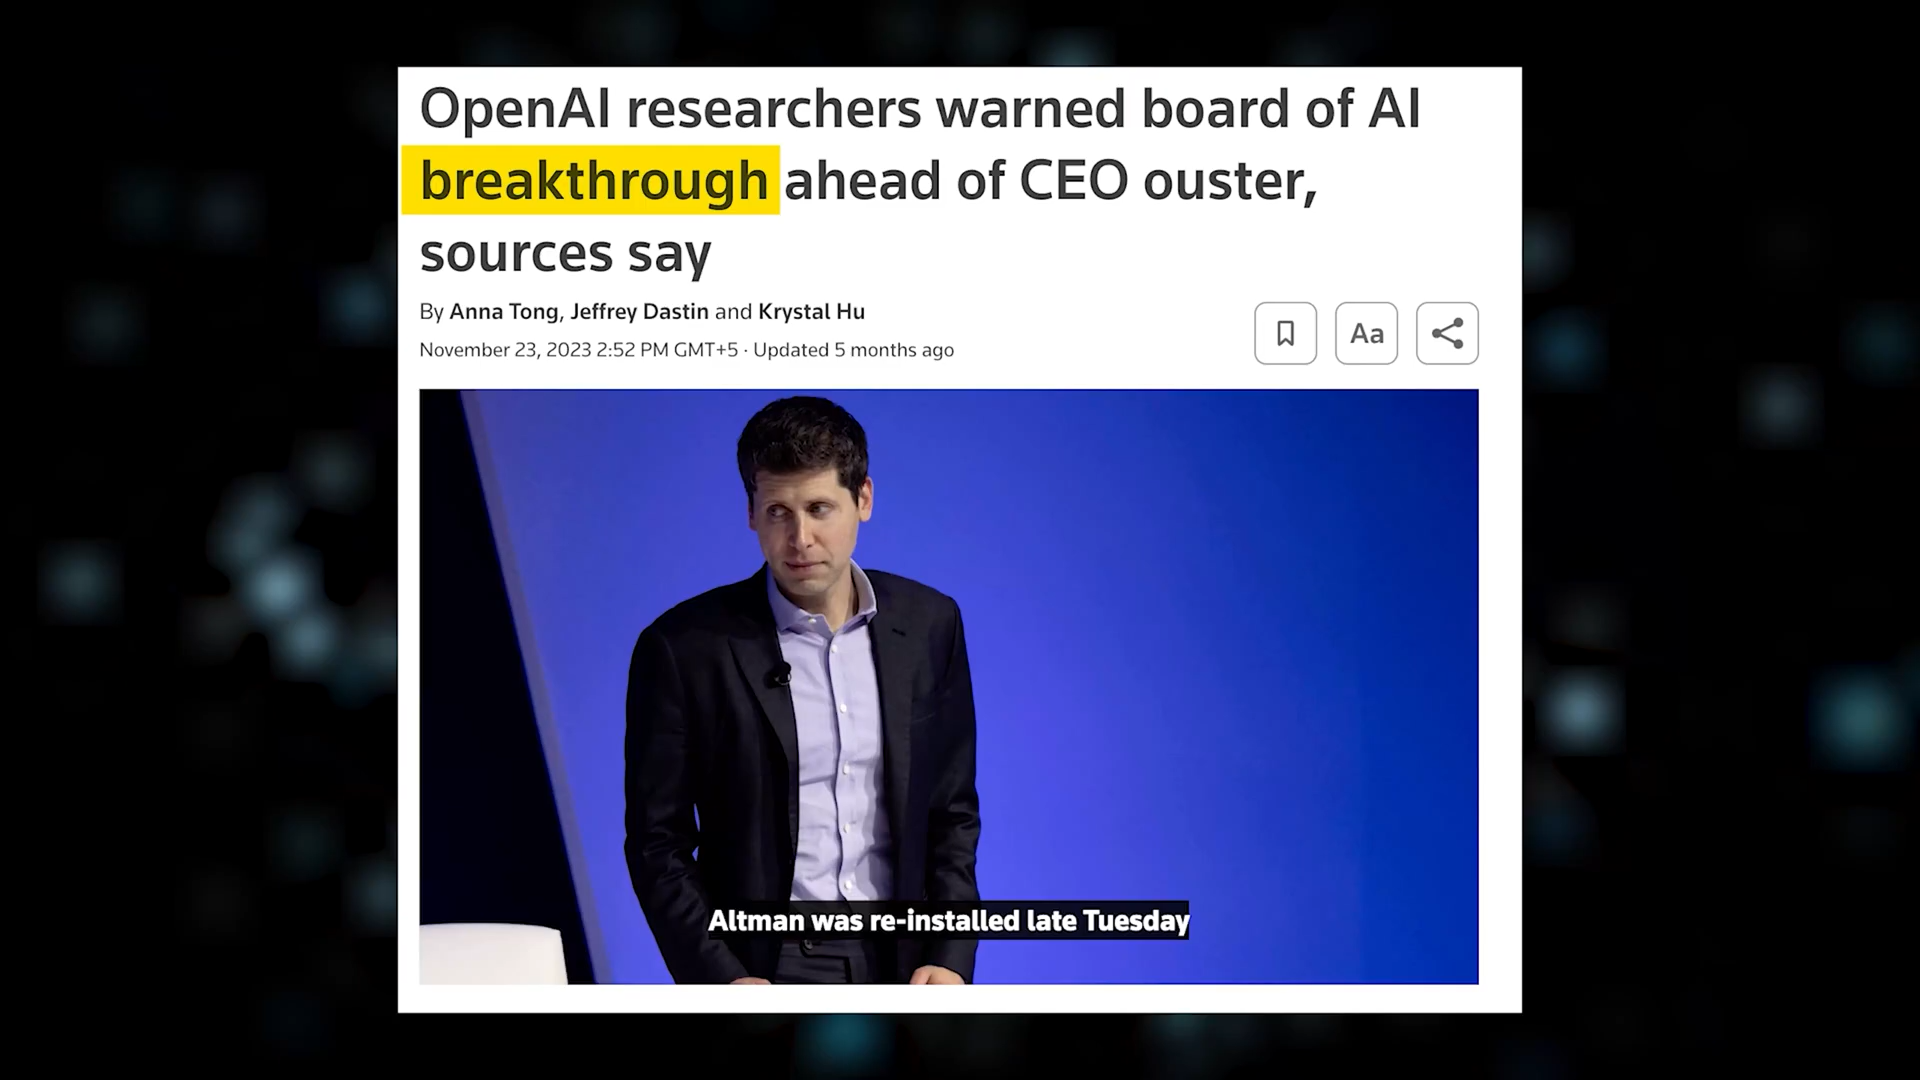 OpenAI researchers warned board of AI
breakthrough ahead of CEO ouster,
sources say
By Anna Tong, Jeffrey Dastin and Krystal Hu
November 23, 2023 2:52 PM GMT+5 · Updated 5 months ago
Aa
Altman was re-installed late Tuesday